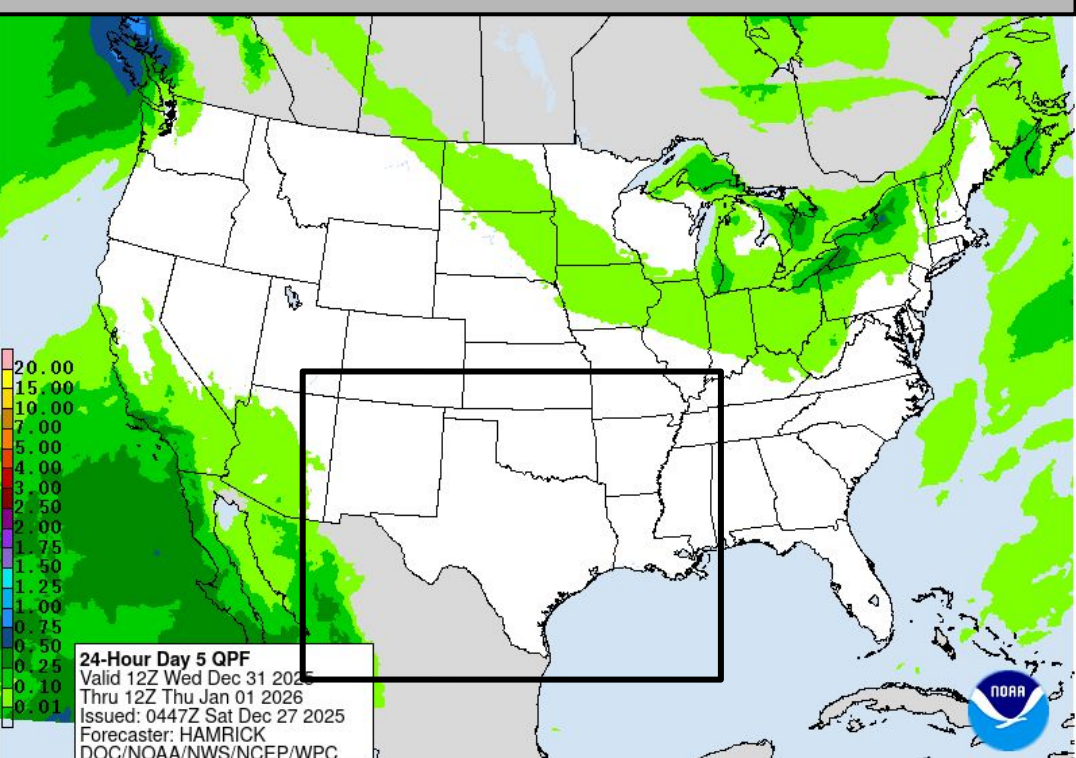 20.00
15.00
10.00
7.00
5.00
4.00
3.00
2.50
2.00
1.75
1.50
1.25
1.00
0.75
0.50
0.25
0.10
0.01
24-Hour Day 5 QPF
Valid 12Z Wed Dec 31 2025
Thru 12Z Thu Jan 01 2026
Issued: 0447Z Sat Dec 27 2025
Forecaster: HAMRICK
DOC/NOAA/NWS/NCEP/WPC
NOAA